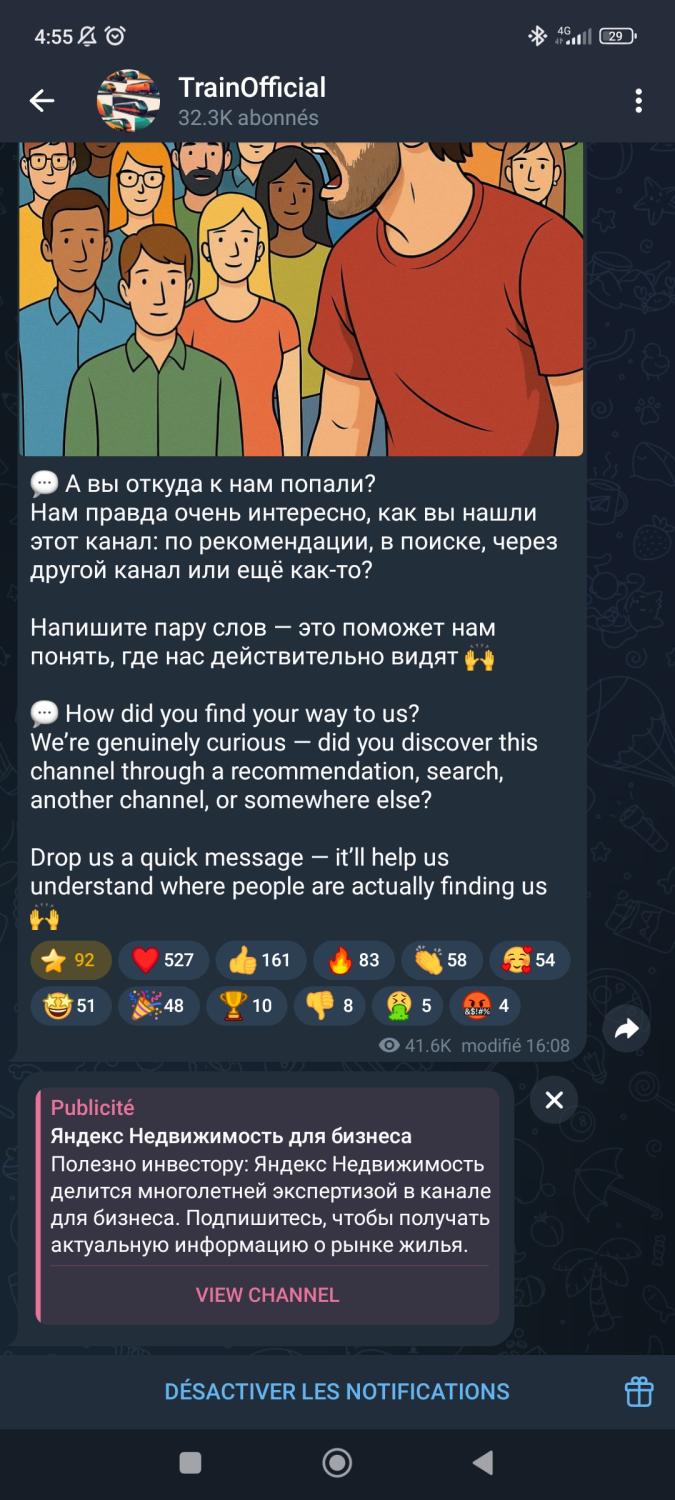 4:55
4G
29
TrainOfficial
32.3K abonnés
💬 А вы откуда к нам попали?
Нам правда очень интересно, как вы нашли
этот канал: по рекомендации, в поиске, через
другой канал или ещё как-то?
Напишите пару слов — это поможет нам
понять, где нас действительно видят 🙌
💬 How did you find your way to us?
We’re genuinely curious — did you discover this
channel through a recommendation, search,
another channel, or somewhere else?
Drop us a quick message — it’ll help us
understand where people are actually finding us
🙌
⭐ 92 ❤️ 527 👍 161 🔥 83 👏 58 🥰 54
🤩 51 🎉 48 🏆 10 👎 8 🤮 5 🤬 4
41.6K modifié 16:08
Publicité
Яндекс Недвижимость для бизнеса
Полезно инвестору: Яндекс Недвижимость
делится многолетней экспертизой в канале
для бизнеса. Подпишитесь, чтобы получать
актуальную информацию о рынке жилья.
VIEW CHANNEL
DÉSACTIVER LES NOTIFICATIONS